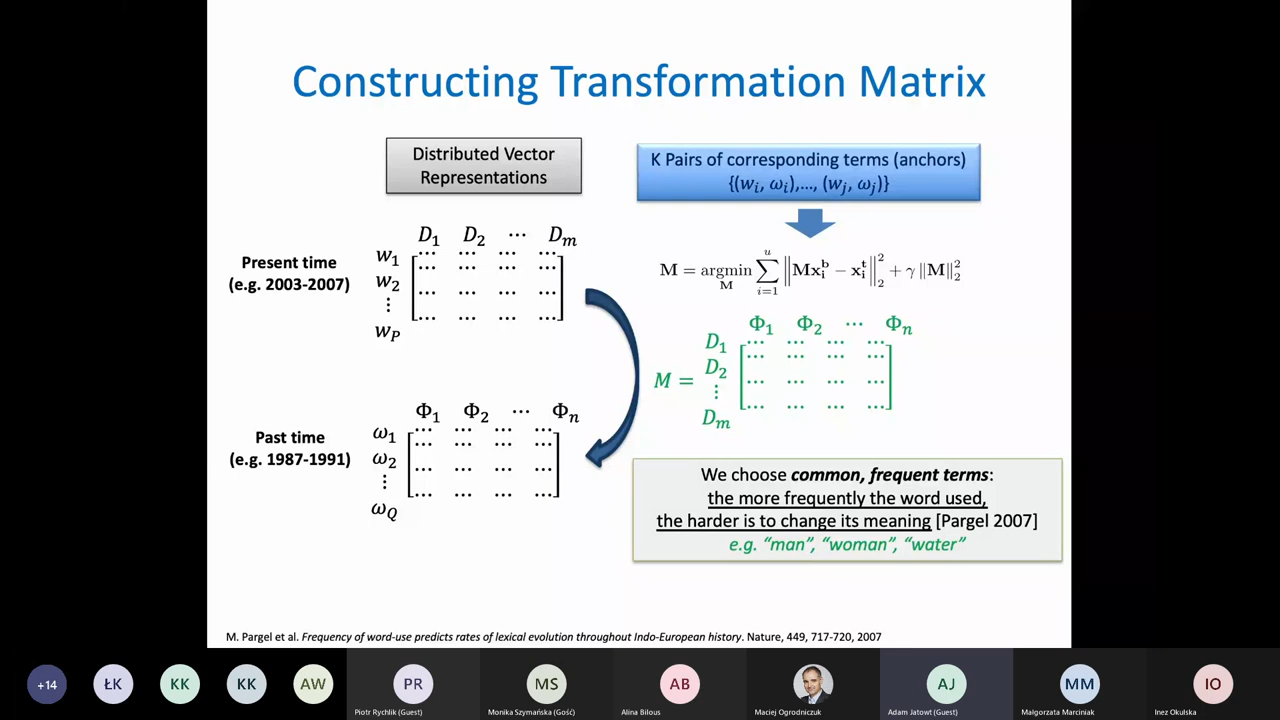 Constructing Transformation Matrix
Distributed Vector
Representations
K Pairs of corresponding terms (anchors)
{(wᵢ, ωᵢ),..., (wⱼ, ωⱼ)}
Present time
(e.g. 2003-2007)
D₁ D₂ ⋯ Dₘ
w₁ ⋯ ⋯ ⋯ ⋯
⋯ ⋯ ⋯ ⋯
w₂ ⋯ ⋯ ⋯ ⋯
⋮
w_P ⋯ ⋯ ⋯ ⋯
M = argmin_M ∑_{i=1}^{u} ‖Mxᵢᵇ − xᵢᵗ‖₂² + γ ‖M‖₂²
Φ₁ Φ₂ ⋯ Φₙ
D₁ ⋯ ⋯ ⋯ ⋯
⋯ ⋯ ⋯ ⋯
M = D₂ ⋯ ⋯ ⋯ ⋯
⋮
Dₘ ⋯ ⋯ ⋯ ⋯
Past time
(e.g. 1987-1991)
Φ₁ Φ₂ ⋯ Φₙ
ω₁ ⋯ ⋯ ⋯ ⋯
⋯ ⋯ ⋯ ⋯
ω₂ ⋯ ⋯ ⋯ ⋯
⋮ ⋯ ⋯ ⋯ ⋯
ω_Q
We choose common, frequent terms:
the more frequently the word used,
the harder is to change its meaning [Pargel 2007]
e.g. “man”, “woman”, “water”
M. Pargel et al. Frequency of word-use predicts rates of lexical evolution throughout Indo-European history. Nature, 449, 717-720, 2007
+14 ŁK KK KK AW PR MS AB AJ MM IO
Piotr Rychlik (Guest) Monika Szymańska (Gość) Alina Bilous Maciej Ogrodniczuk Adam Jatowt (Guest) Małgorzata Marciniak Inez Okulska